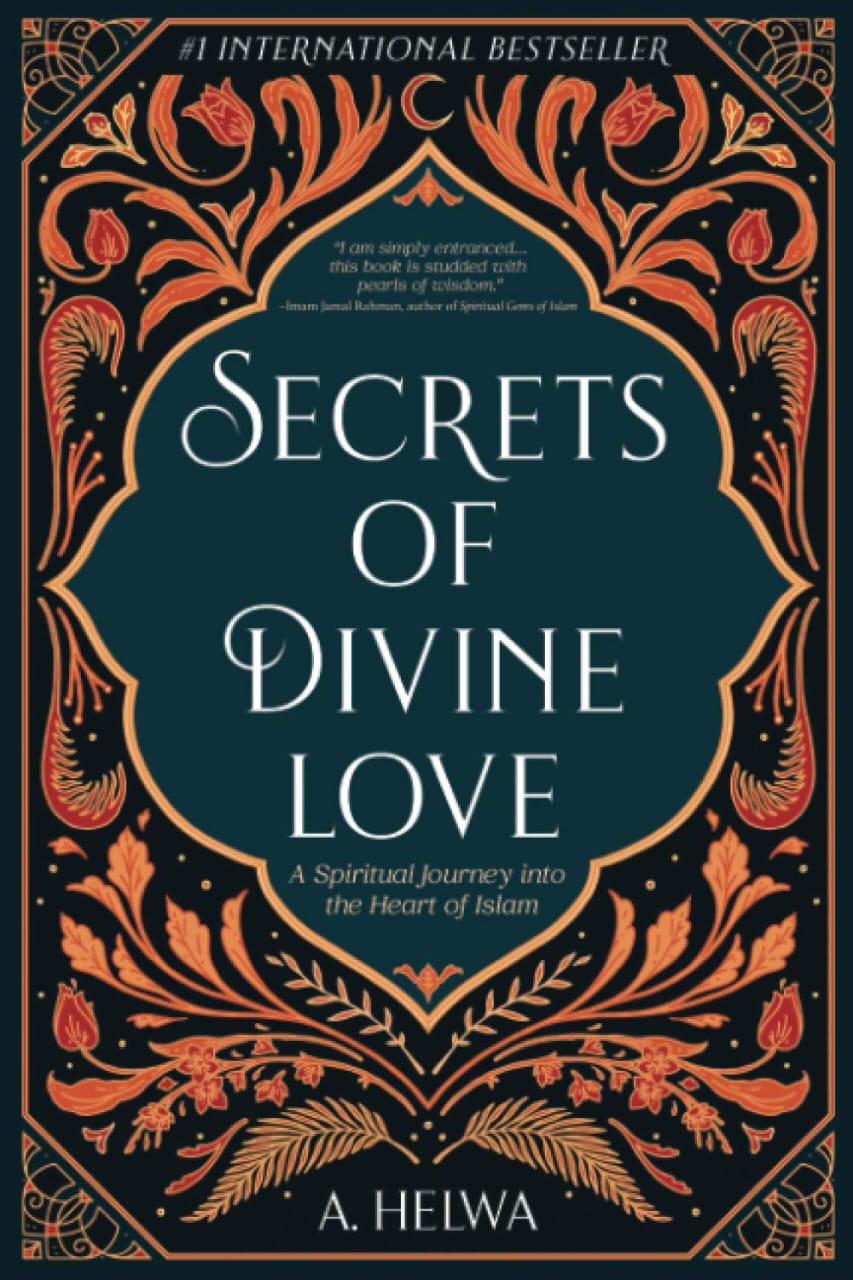 #1 INTERNATIONAL BESTSELLER
"I am simply entranced...
this book is studded with
pearls of wisdom,"
–Imam Jamal Rahman, author of Spiritual Gems of Islam
SECRETS
OF
DIVINE
LOVE
A Spiritual Journey into
the Heart of Islam
A. HELWA